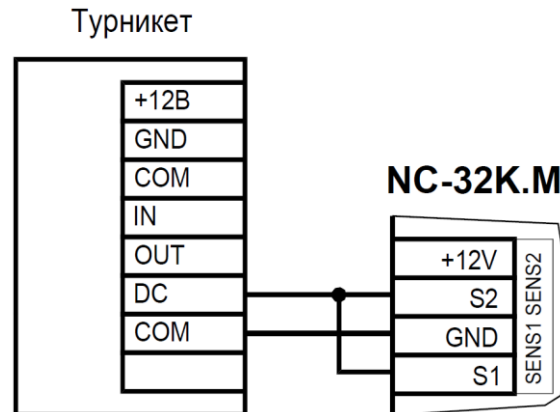 Турникет
+12В
GND
COM
IN
OUT
DC
COM
NC-32K.M
+12V
S2
GND
S1
SENS1 SENS2